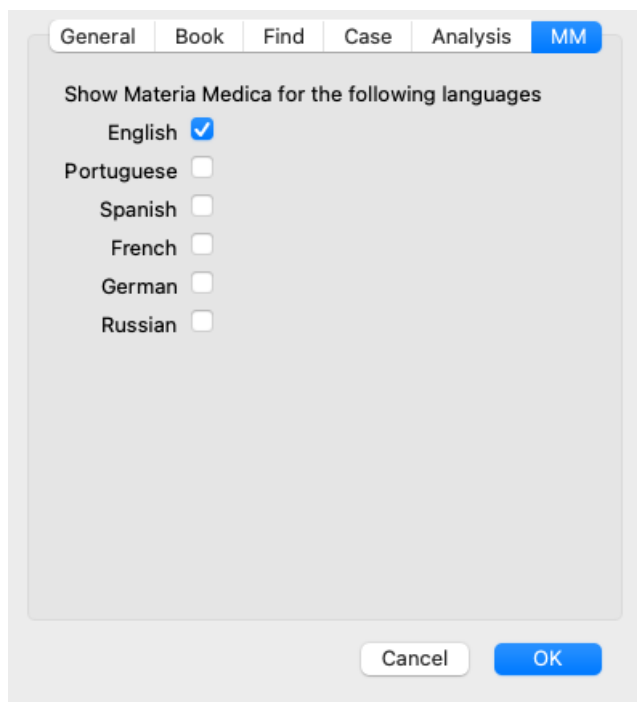 General Book Find Case Analysis MM
Show Materia Medica for the following languages
English
Portuguese
Spanish
French
German
Russian
Cancel OK